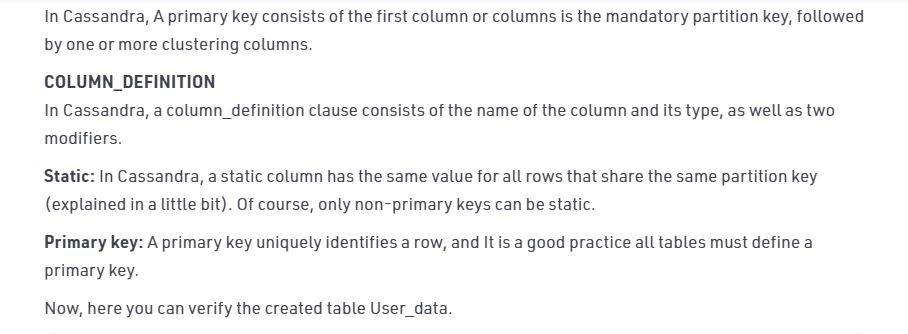 In Cassandra, A primary key consists of the first column or columns is the mandatory partition key, followed
by one or more clustering columns.
COLUMN_DEFINITION
In Cassandra, a column_definition clause consists of the name of the column and its type, as well as two
modifiers.
Static: In Cassandra, a static column has the same value for all rows that share the same partition key
(explained in a little bit). Of course, only non-primary keys can be static.
Primary key: A primary key uniquely identifies a row, and It is a good practice all tables must define a
primary key.
Now, here you can verify the created table User_data.